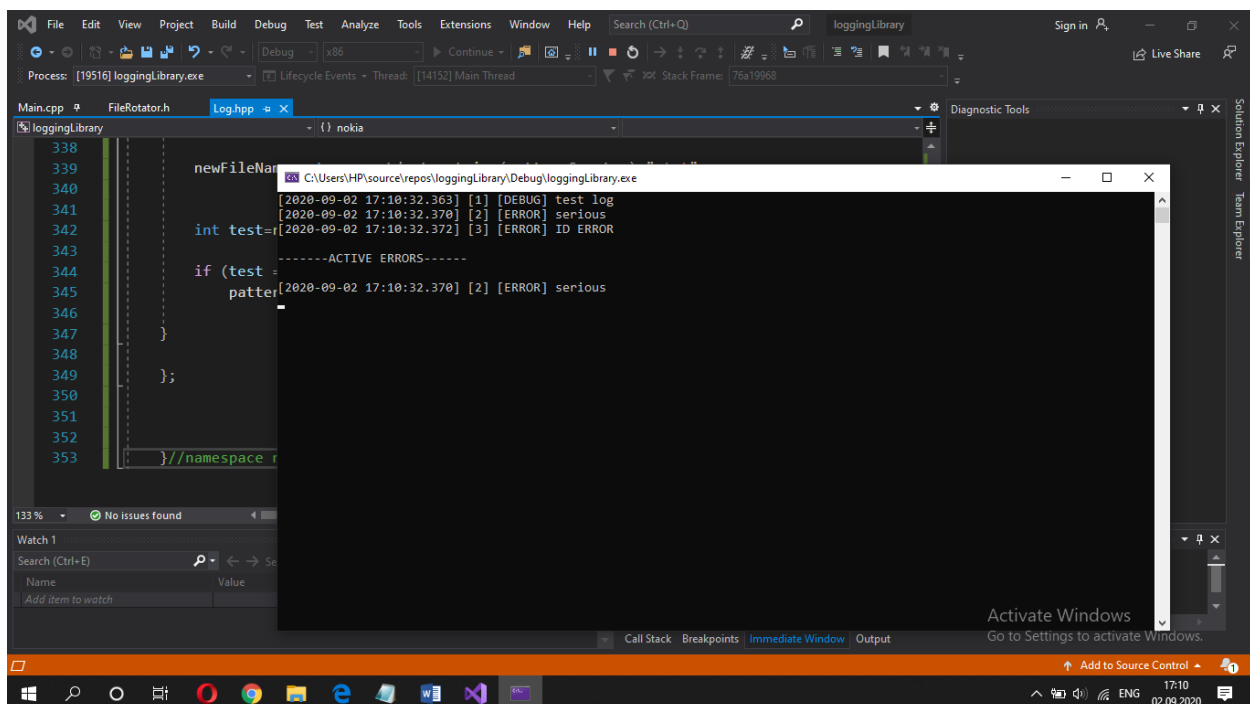 File Edit View Project Build Debug Test Analyze Tools Extensions Window Help Search (Ctrl+Q) loggingLibrary Sign in
Debug x86 Continue Live Share
Process: [19516] loggingLibrary.exe Lifecycle Events Thread: [14152] Main Thread Stack Frame: 76a19968
Main.cpp FileRotator.h Log.hpp Diagnostic Tools
loggingLibrary {} nokia
Solution Explorer
Team Explorer
338
339 newFileNam
340
341
342 int test=r
343
344 if (test =
345 patter
346
347 }
348
349 };
350
351
352
353 }//namespace r
C:\Users\HP\source\repos\loggingLibrary\Debug\loggingLibrary.exe
[2020-09-02 17:10:32.363] [1] [DEBUG] test log
[2020-09-02 17:10:32.370] [2] [ERROR] serious
[2020-09-02 17:10:32.372] [3] [ERROR] ID ERROR
-------ACTIVE ERRORS------
[2020-09-02 17:10:32.370] [2] [ERROR] serious
133 % No issues found
Watch 1
Search (Ctrl+E) Se
Name Value
Add item to watch
Call Stack Breakpoints Immediate Window Output
Activate Windows
Go to Settings to activate Windows.
Add to Source Control 1
ENG 17:10
02.09.2020